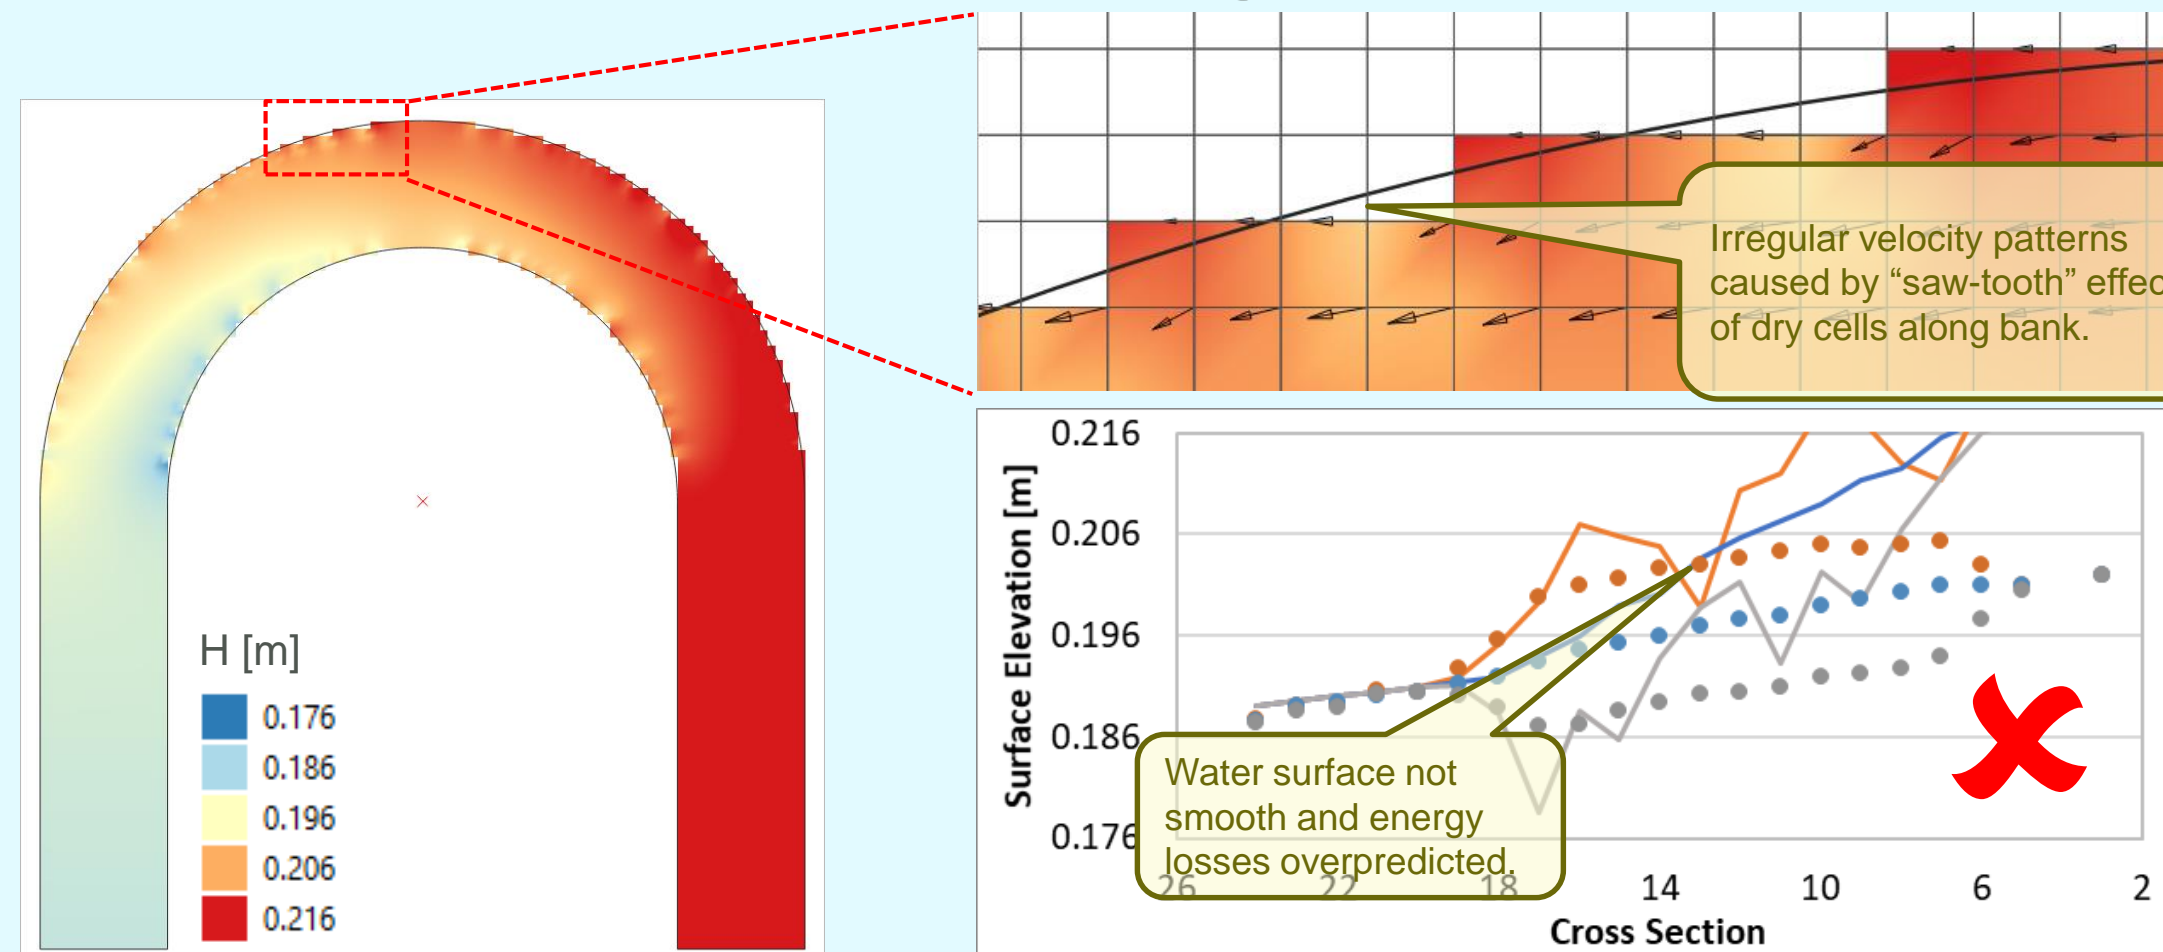 Irregular velocity patterns
caused by “saw-tooth” effec
of dry cells along bank.
H [m]
0.176
0.186
0.196
0.206
0.216
Surface Elevation [m]
0.216
0.206
0.196
0.186
0.176
Water surface not
smooth and energy
losses overpredicted.
26 22 18 14 10 6 2
Cross Section